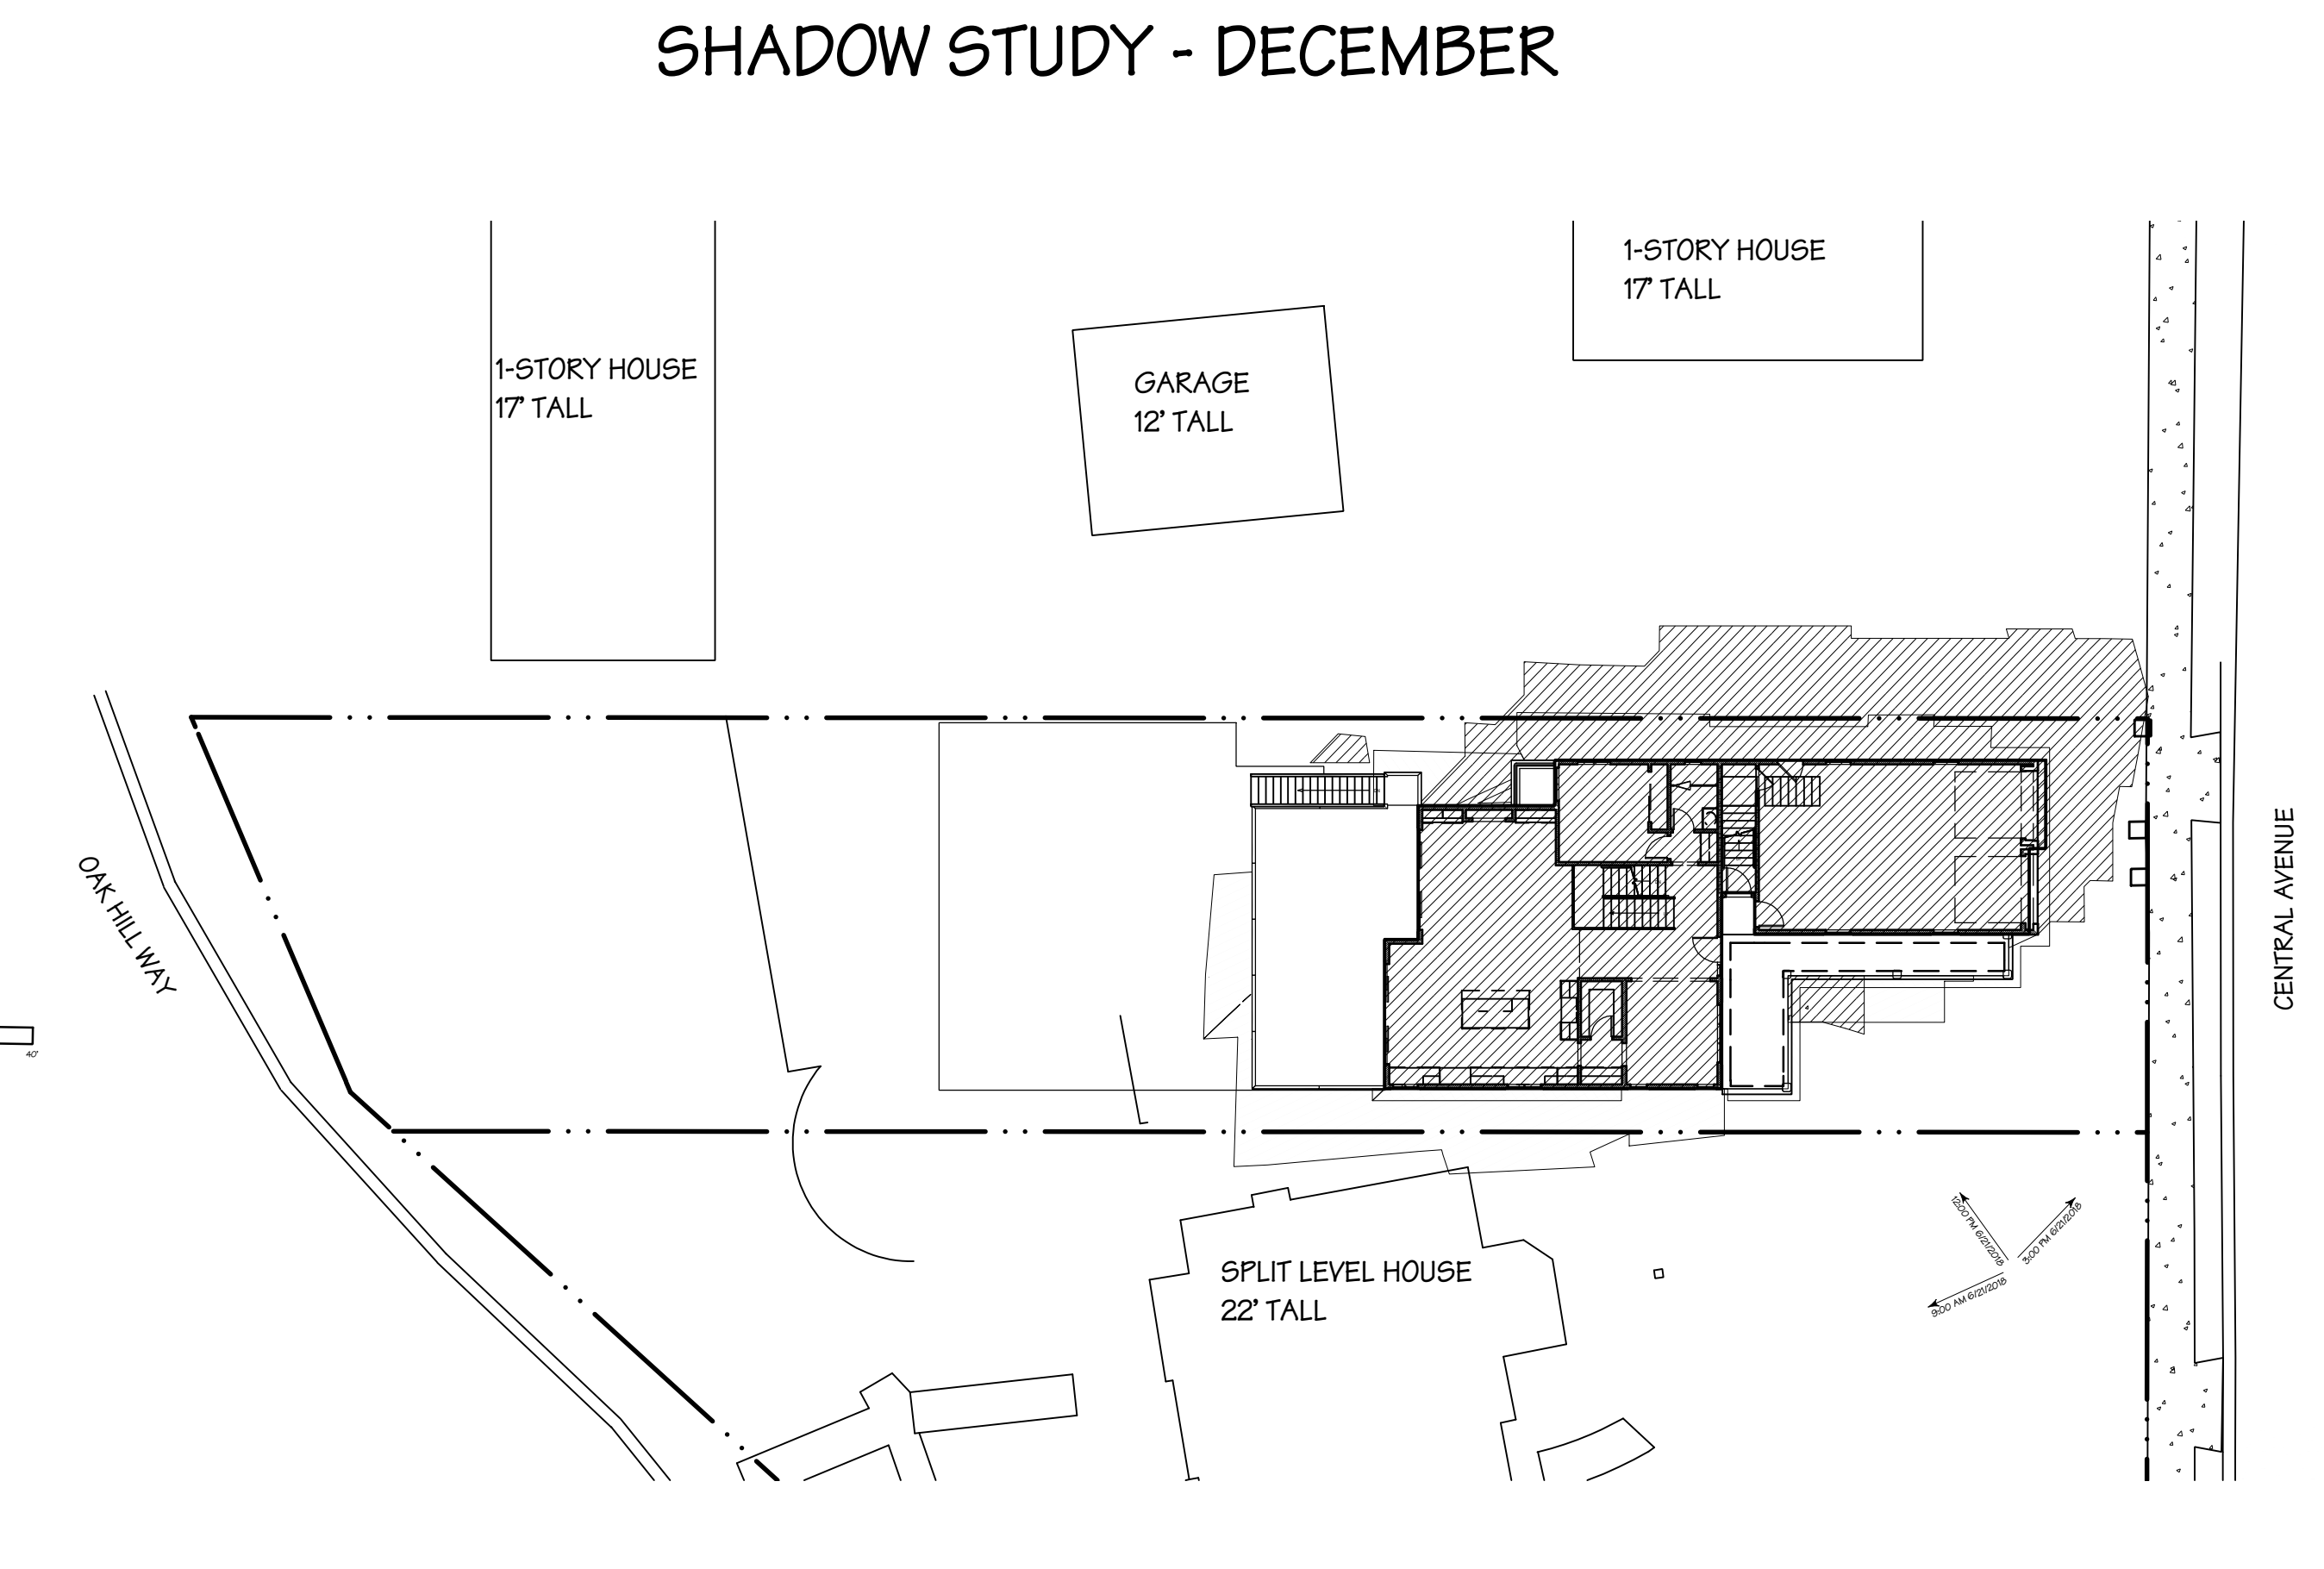 SHADOW STUDY - DECEMBER
1-STORY HOUSE
17' TALL
1-STORY HOUSE
17' TALL
GARAGE
12' TALL
OAK HILL WAY
CENTRAL AVENUE
40'
12:00 PM 6/21/2018
3:00 PM 6/21/2018
9:00 AM 6/21/2018
SPLIT LEVEL HOUSE
22' TALL